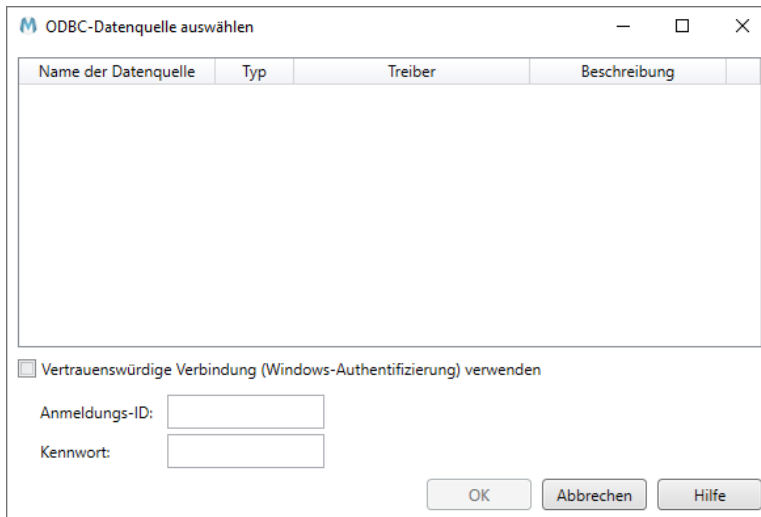 ODBC-Datenquelle auswählen
Name der Datenquelle Typ Treiber Beschreibung
Vertrauenswürdige Verbindung (Windows-Authentifizierung) verwenden
Anmeldungs-ID:
Kennwort:
OK Abbrechen Hilfe